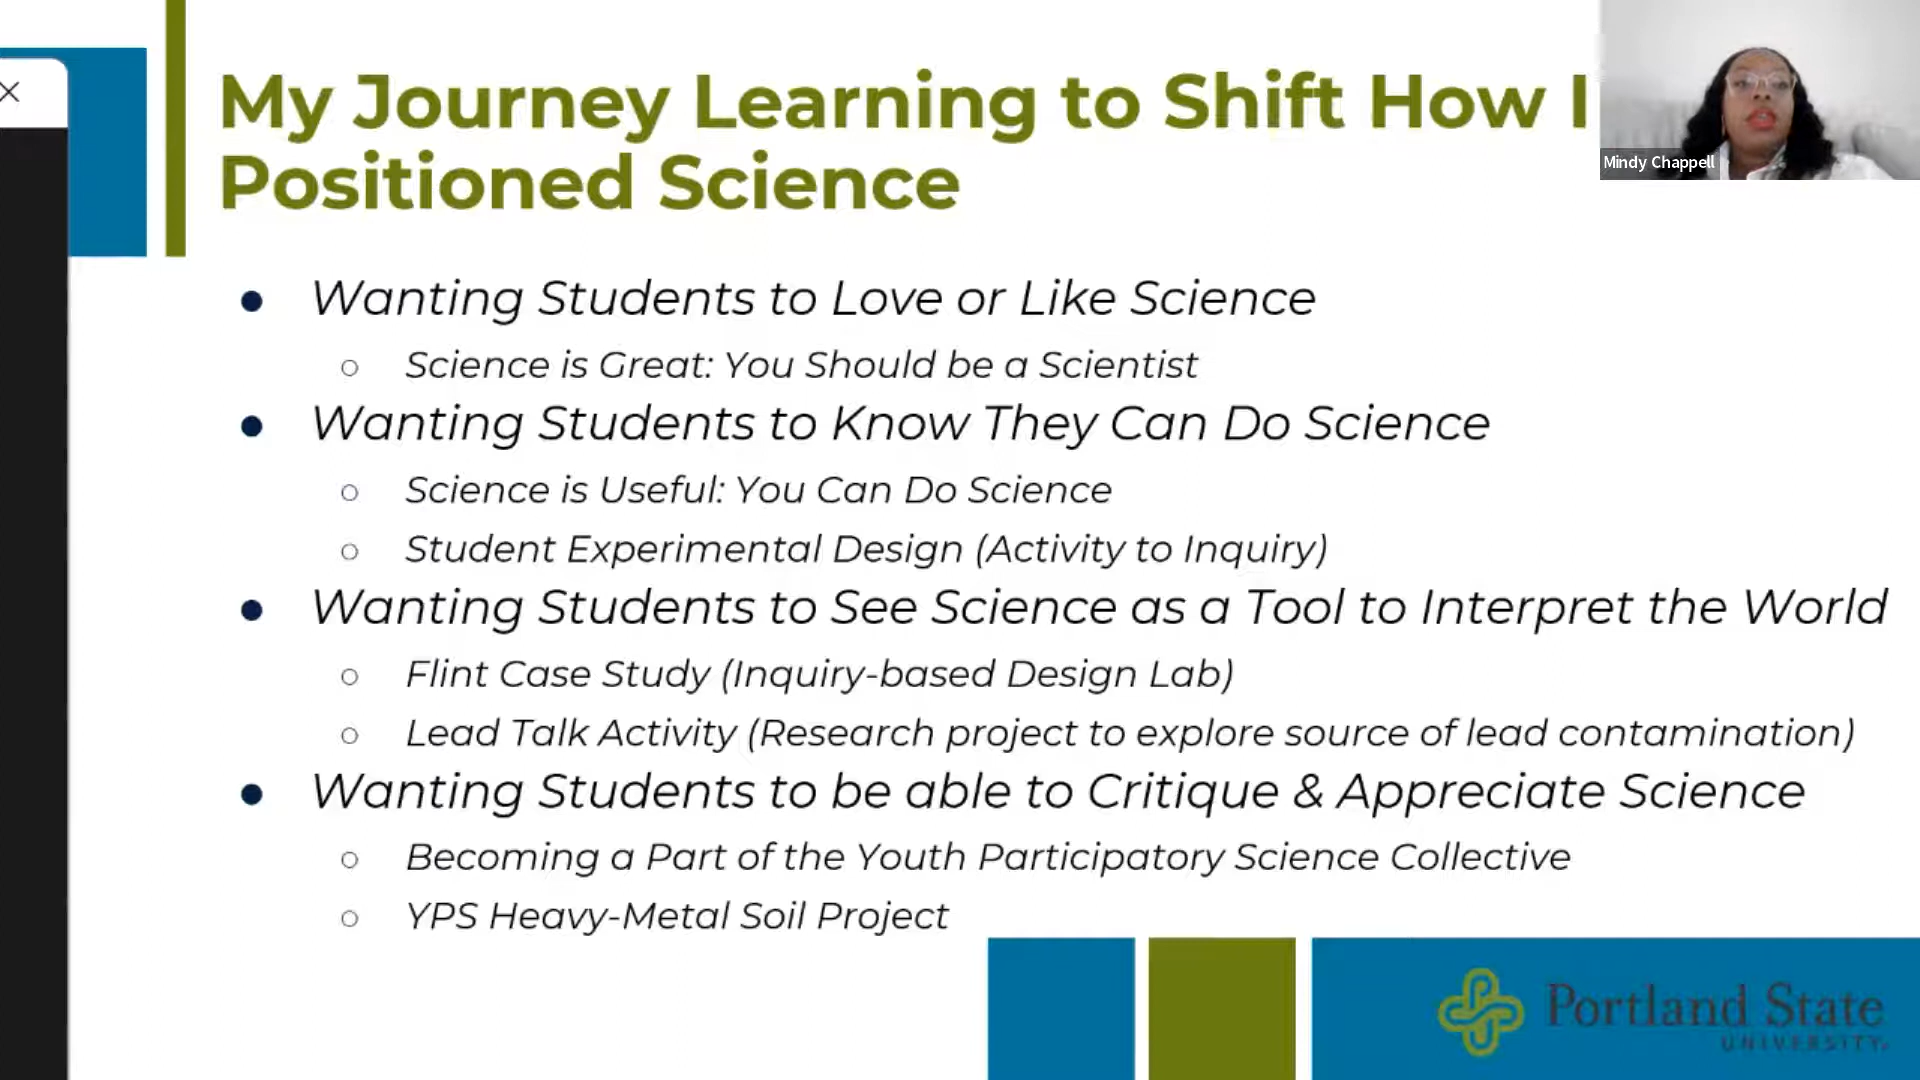 My Journey Learning to Shift How I
Positioned Science
Mindy Chappell
Wanting Students to Love or Like Science
Science is Great: You Should be a Scientist
Wanting Students to Know They Can Do Science
Science is Useful: You Can Do Science
Student Experimental Design (Activity to Inquiry)
Wanting Students to See Science as a Tool to Interpret the World
Flint Case Study (Inquiry-based Design Lab)
Lead Talk Activity (Research project to explore source of lead contamination)
Wanting Students to be able to Critique & Appreciate Science
Becoming a Part of the Youth Participatory Science Collective
YPS Heavy-Metal Soil Project
Portland State
UNIVERSITY